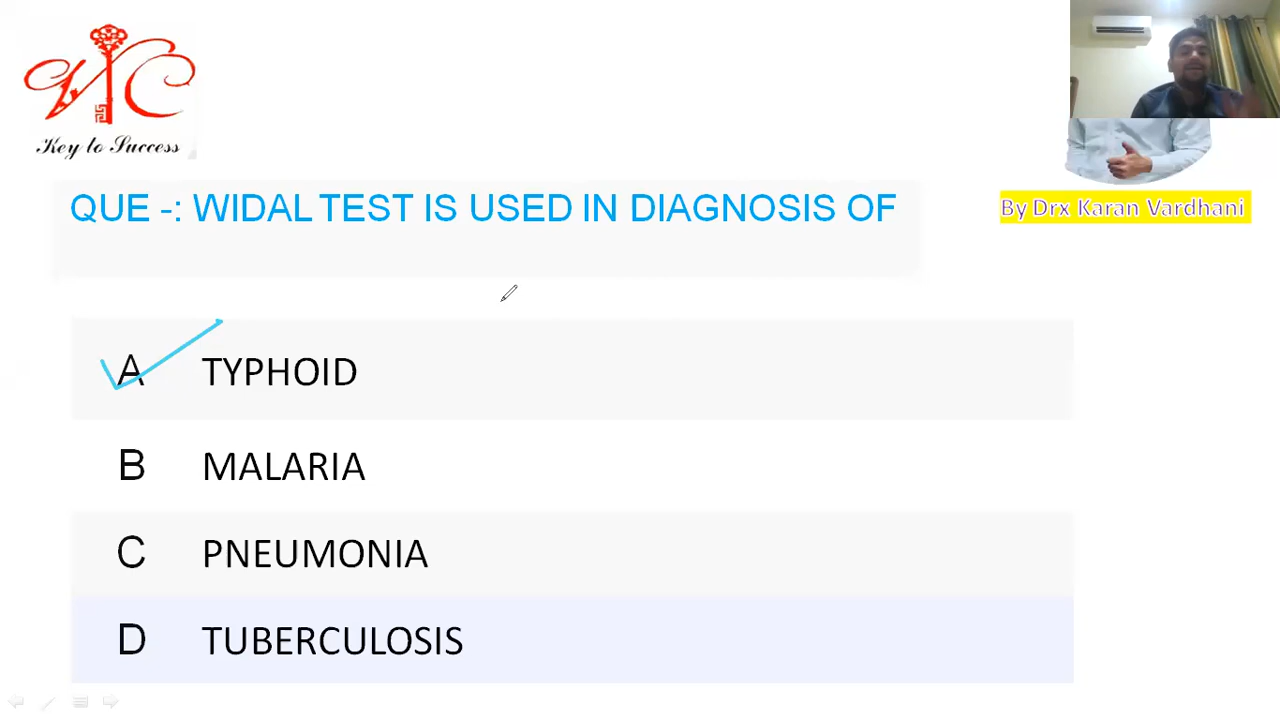 Key to Success
QUE -: WIDAL TEST IS USED IN DIAGNOSIS OF
By Drx Karan Vardhani
A TYPHOID
B MALARIA
C PNEUMONIA
D TUBERCULOSIS